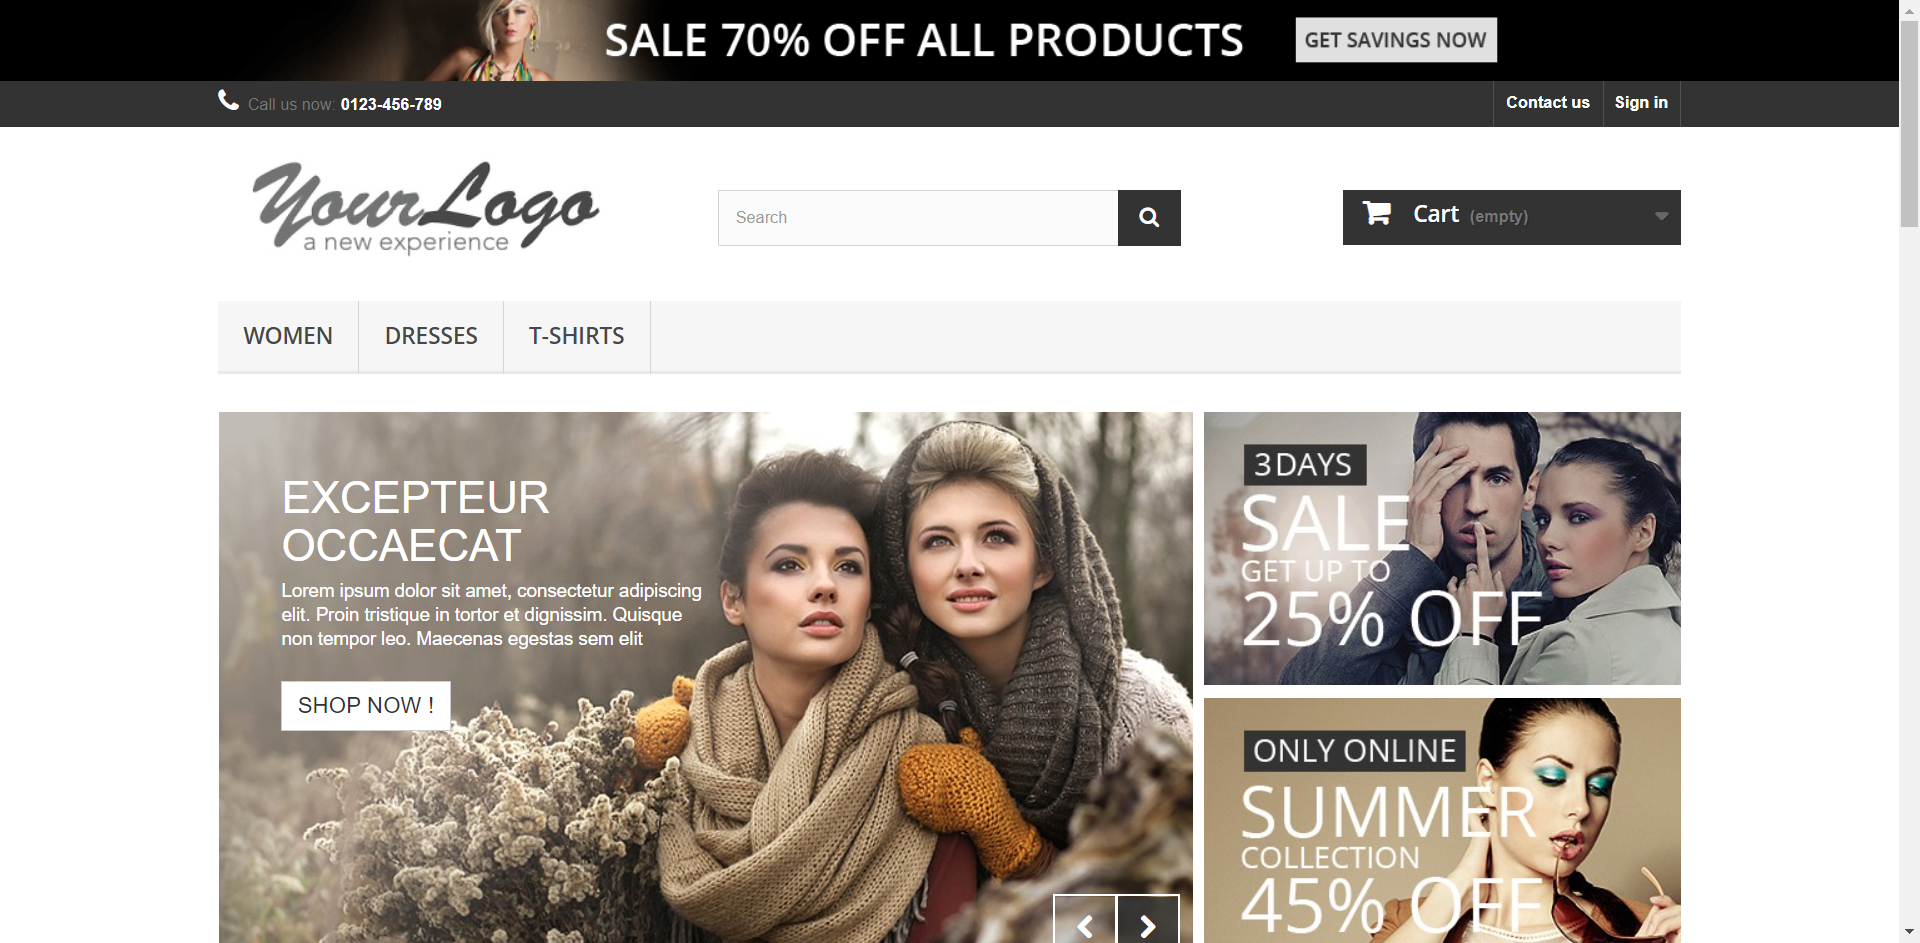 SALE 70% OFF ALL PRODUCTS
GET SAVINGS NOW
Call us now: 0123-456-789
Contact us
Sign in
YourLogo
a new experience
Search
Cart (empty)
WOMEN
DRESSES
T-SHIRTS
EXCEPTEUR
OCCAECAT
Lorem ipsum dolor sit amet, consectetur adipiscing
elit. Proin tristique in tortor et dignissim. Quisque
non tempor leo. Maecenas egestas sem elit
SHOP NOW !
3 DAYS
SALE
GET UP TO
25% OFF
ONLY ONLINE
SUMMER
COLLECTION
45% OFF